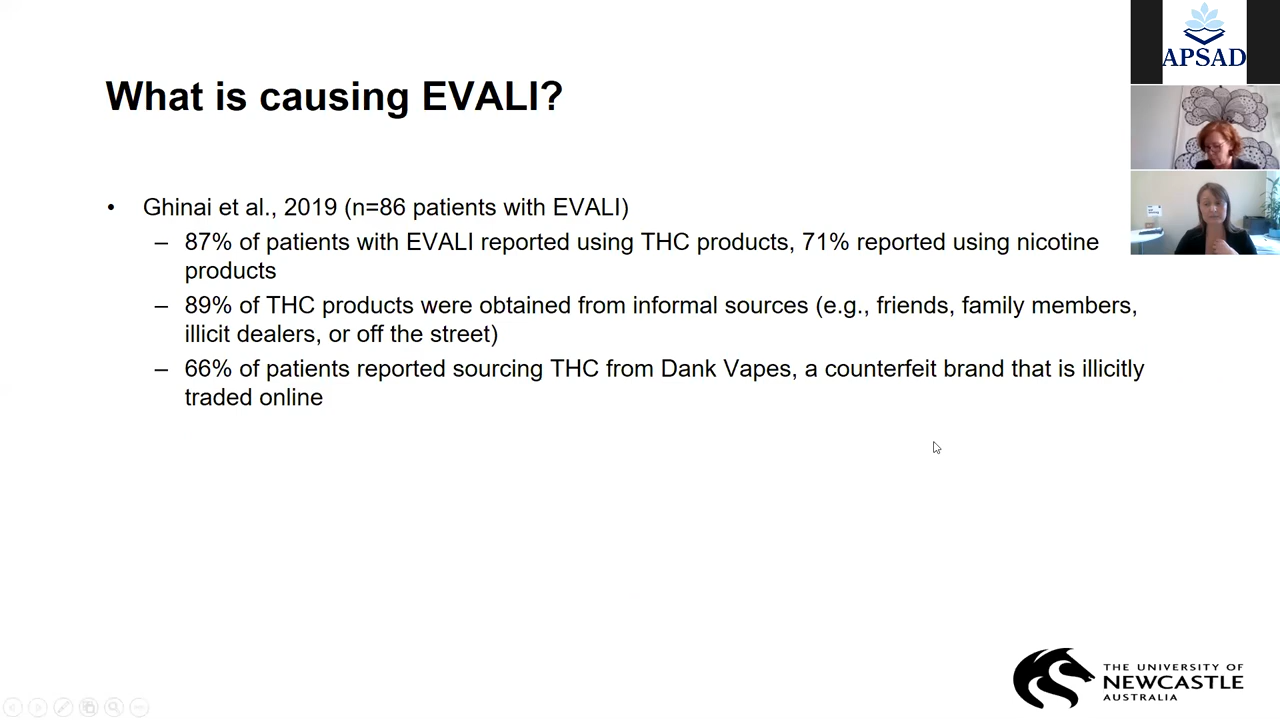 What is causing EVALI?
• Ghinai et al., 2019 (n=86 patients with EVALI)
– 87% of patients with EVALI reported using THC products, 71% reported using nicotine
products
– 89% of THC products were obtained from informal sources (e.g., friends, family members,
illicit dealers, or off the street)
– 66% of patients reported sourcing THC from Dank Vapes, a counterfeit brand that is illicitly
traded online
APSAD
THE UNIVERSITY OF
NEWCASTLE
AUSTRALIA